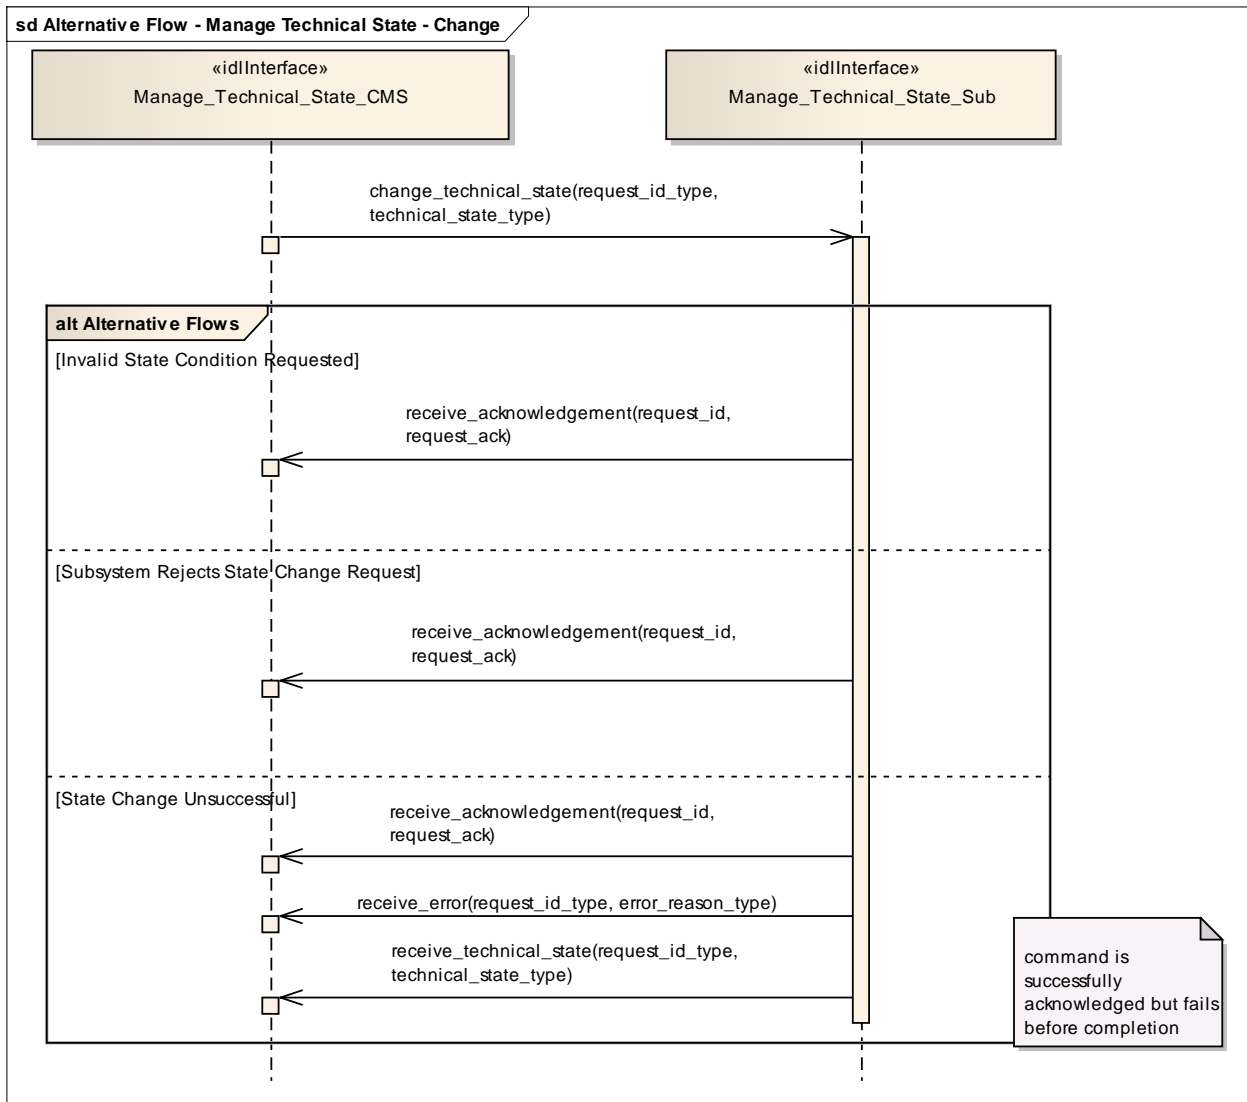 sd Alternative Flow - Manage Technical State - Change
«idlInterface»
Manage_Technical_State_CMS
«idlInterface»
Manage_Technical_State_Sub
change_technical_state(request_id_type,
technical_state_type)
alt Alternative Flows
[Invalid State Condition Requested]
receive_acknowledgement(request_id,
request_ack)
[Subsystem Rejects State Change Request]
receive_acknowledgement(request_id,
request_ack)
[State Change Unsuccessful]
receive_acknowledgement(request_id,
request_ack)
receive_error(request_id_type, error_reason_type)
receive_technical_state(request_id_type,
technical_state_type)
command is
successfully
acknowledged but fails
before completion